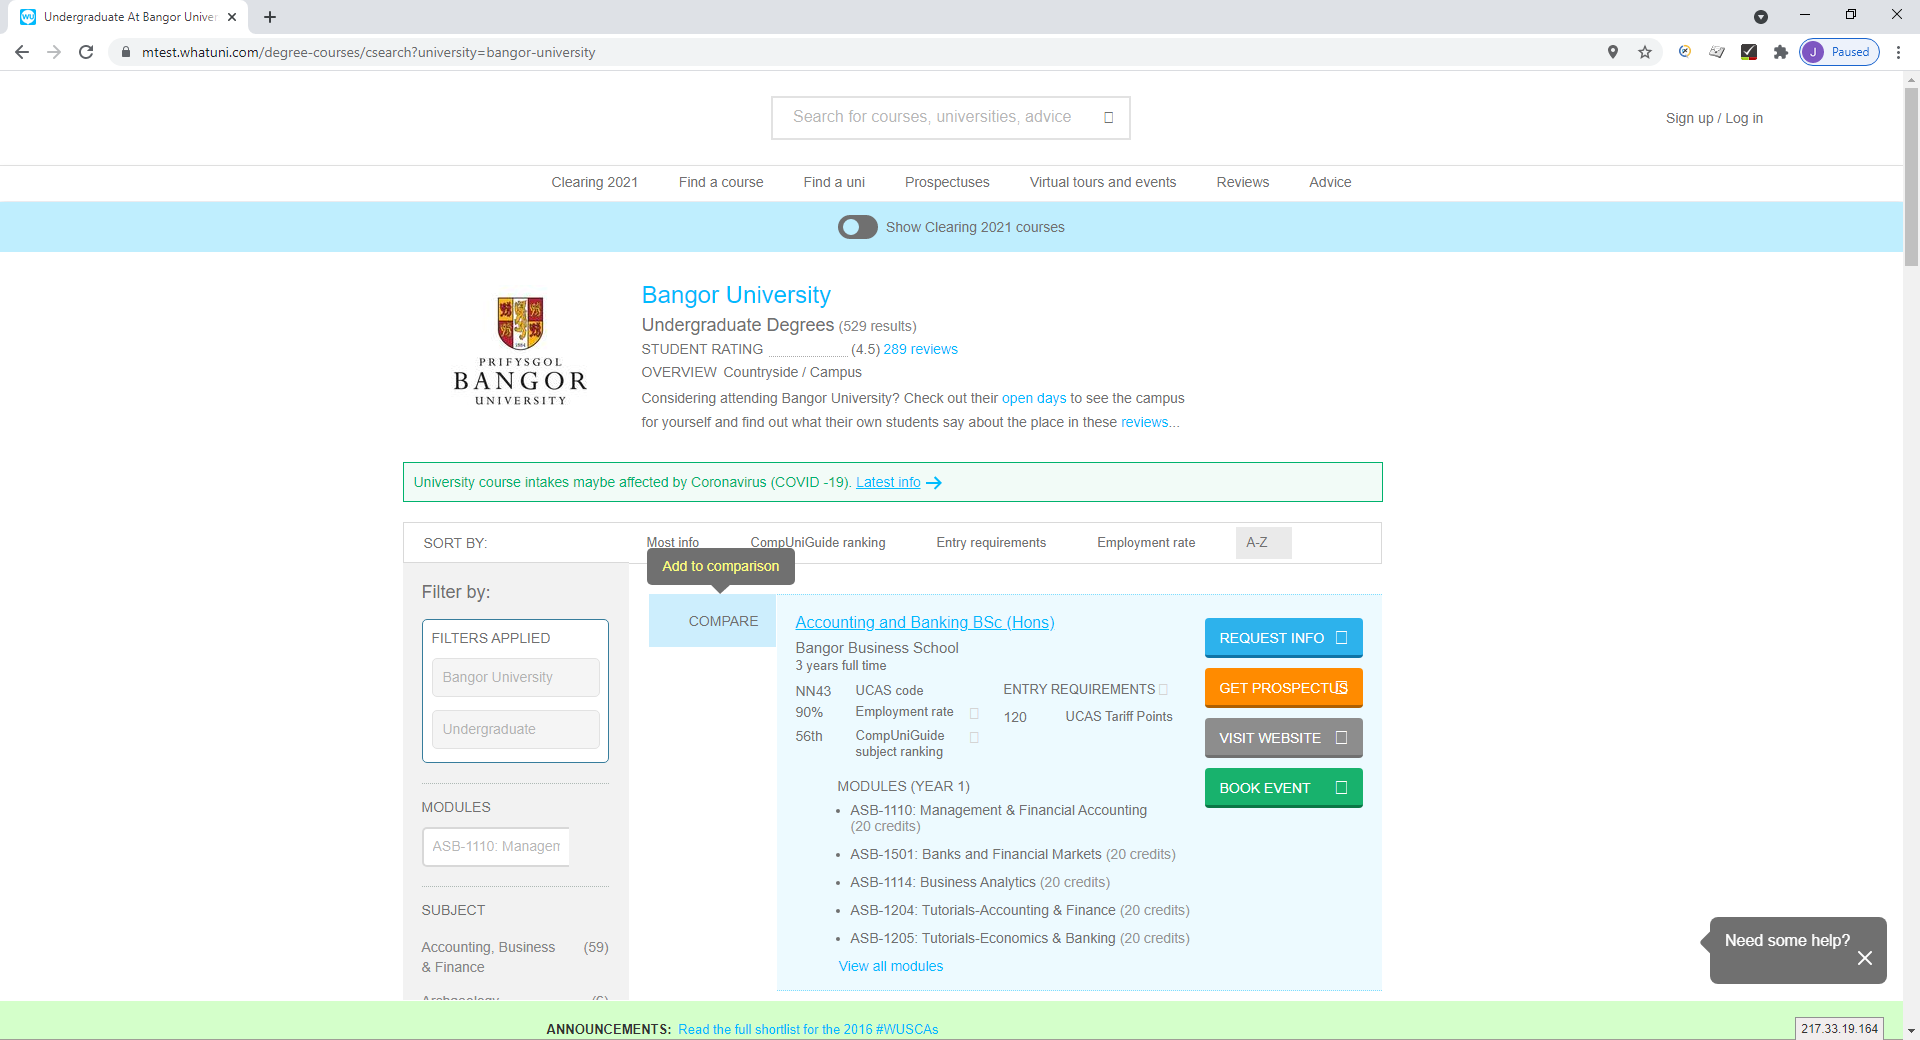 Undergraduate At Bangor Univer
mtest.whatuni.com/degree-courses/csearch?university=bangor-university
J Paused
Search for courses, universities, advice
Sign up / Log in
Clearing 2021 Find a course Find a uni Prospectuses Virtual tours and events Reviews Advice
Show Clearing 2021 courses
PRIFYSGOL
BANGOR
UNIVERSITY
Bangor University
Undergraduate Degrees (529 results)
STUDENT RATING (4.5) 289 reviews
OVERVIEW Countryside / Campus
Considering attending Bangor University? Check out their open days to see the campus
for yourself and find out what their own students say about the place in these reviews...
University course intakes maybe affected by Coronavirus (COVID -19). Latest info
SORT BY: Most info CompUniGuide ranking Entry requirements Employment rate A-Z
Add to comparison
Filter by:
FILTERS APPLIED
Bangor University
Undergraduate
MODULES
ASB-1110: Managem
SUBJECT
Accounting, Business (59)
& Finance
Archaeology (6)
COMPARE
Accounting and Banking BSc (Hons)
Bangor Business School
3 years full time
NN43 UCAS code
90% Employment rate
56th CompUniGuide
subject ranking
ENTRY REQUIREMENTS
120 UCAS Tariff Points
MODULES (YEAR 1)
• ASB-1110: Management & Financial Accounting
(20 credits)
• ASB-1501: Banks and Financial Markets (20 credits)
• ASB-1114: Business Analytics (20 credits)
• ASB-1204: Tutorials-Accounting & Finance (20 credits)
• ASB-1205: Tutorials-Economics & Banking (20 credits)
View all modules
REQUEST INFO
GET PROSPECTUS
VISIT WEBSITE
BOOK EVENT
Need some help?
ANNOUNCEMENTS: Read the full shortlist for the 2016 #WUSCAs
217.33.19.164